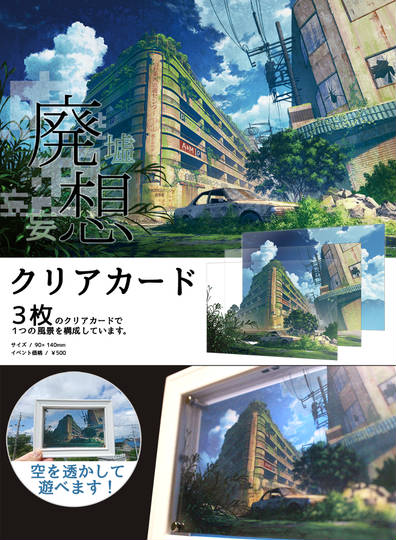 廃墟
妄想
クリアカード
3枚のクリアカードで
1つの風景を構成しています。
サイズ / 90×140mm
イベント価格 / ￥500
空を透かして
遊べます！